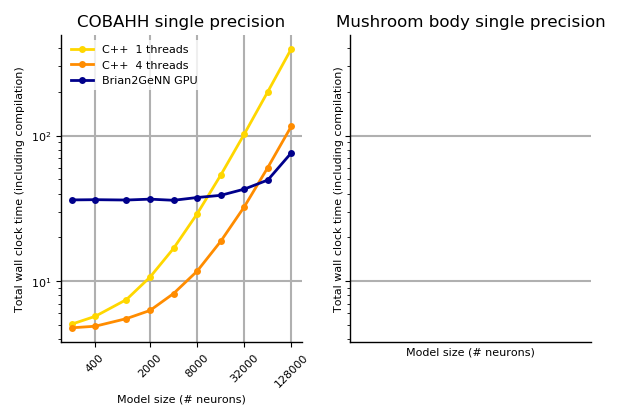 COBAHH single precision
Mushroom body single precision
C++ 1 threads
C++ 4 threads
Brian2GeNN GPU
Total wall clock time (including compilation)
10²
10¹
400
2000
8000
32000
128000
Model size (# neurons)
Total wall clock time (including compilation)
Model size (# neurons)